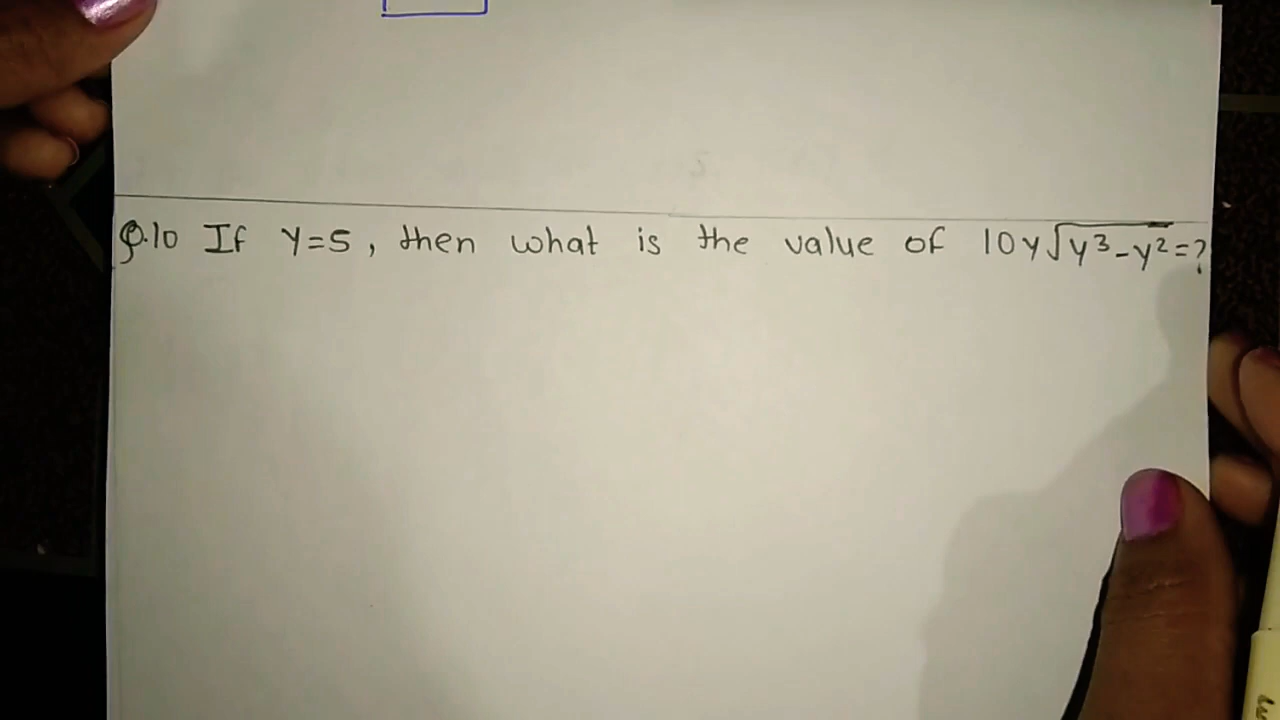 Q.10 If y=5, then what is the value of 10y√(y³-y²)=?